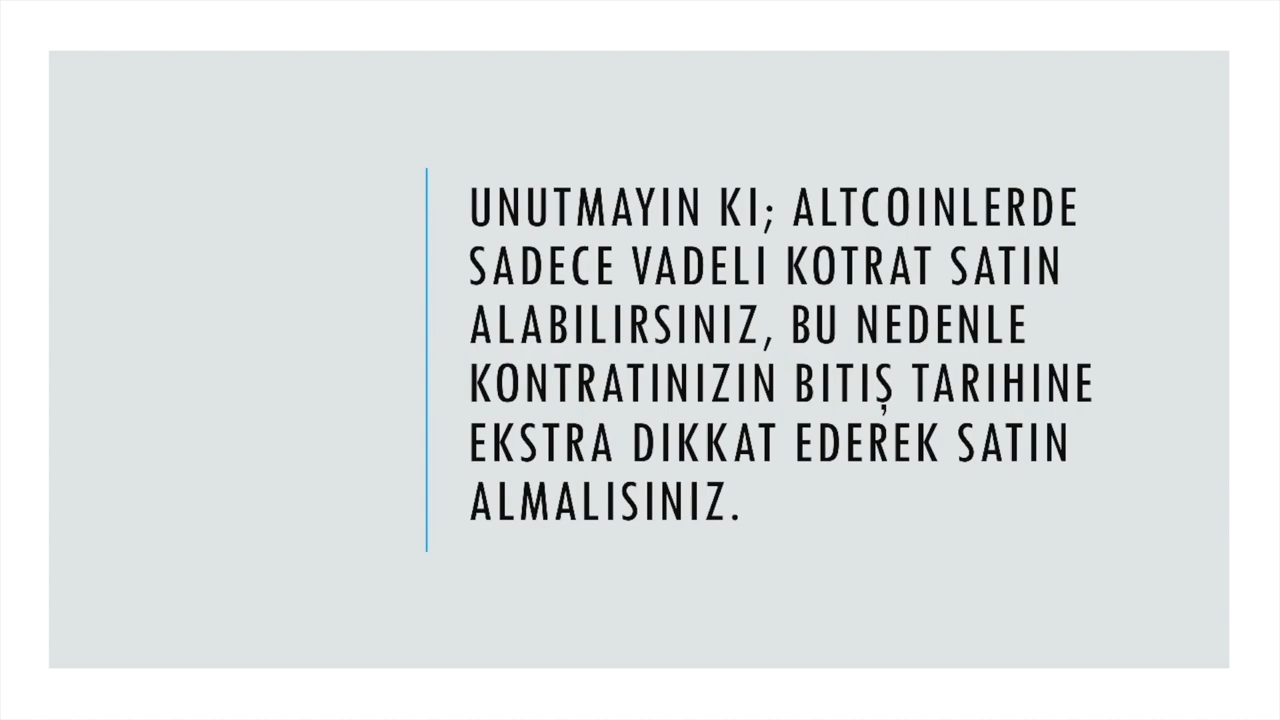 UNUTMAYIN KI; ALTCOINLERDE
SADECE VADELI KOTRAT SATIN
ALABILIRSINIZ, BU NEDENLE
KONTRATINIZIN BITIŞ TARIHINE
EKSTRA DIKKAT EDEREK SATIN
ALMALISINIZ.